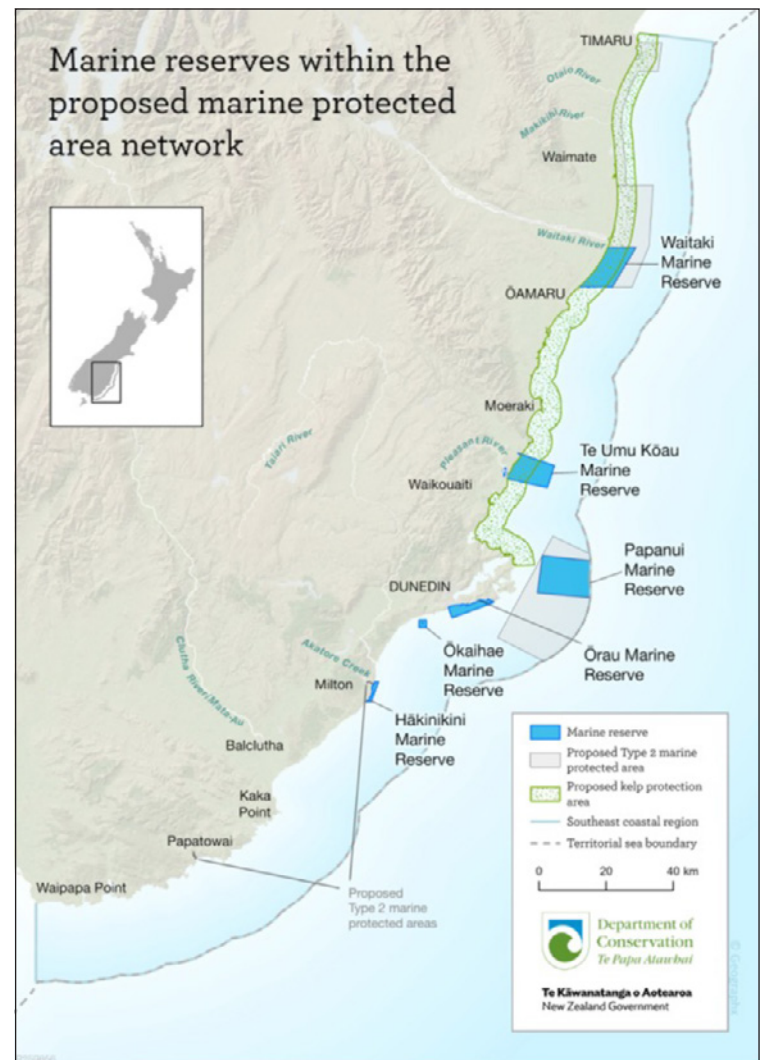 Marine reserves within the
proposed marine protected
area network
TIMARU
Otaio River
Makikihi River
Waimate
Waitaki River
Waitaki
Marine
Reserve
ŌAMARU
Moeraki
Taiari River
Pleasant River
Te Umu Kōau
Marine
Reserve
Waikouaiti
Papanui
Marine
Reserve
DUNEDIN
Ōkaihae
Marine
Reserve
Ōrau Marine
Reserve
Akatore Creek
Milton
Clutha River/Mata-Au
Hākinikini
Marine
Reserve
Balclutha
Kaka
Point
Papatowai
Waipapa Point
Proposed
Type 2 marine
protected areas
Marine reserve
Proposed Type 2 marine
protected area
Proposed kelp protection
area
Southeast coastal region
Territorial sea boundary
0 20 40 km
Department of
Conservation
Te Papa Atawhai
Te Kāwanatanga o Aotearoa
New Zealand Government
© Geographx